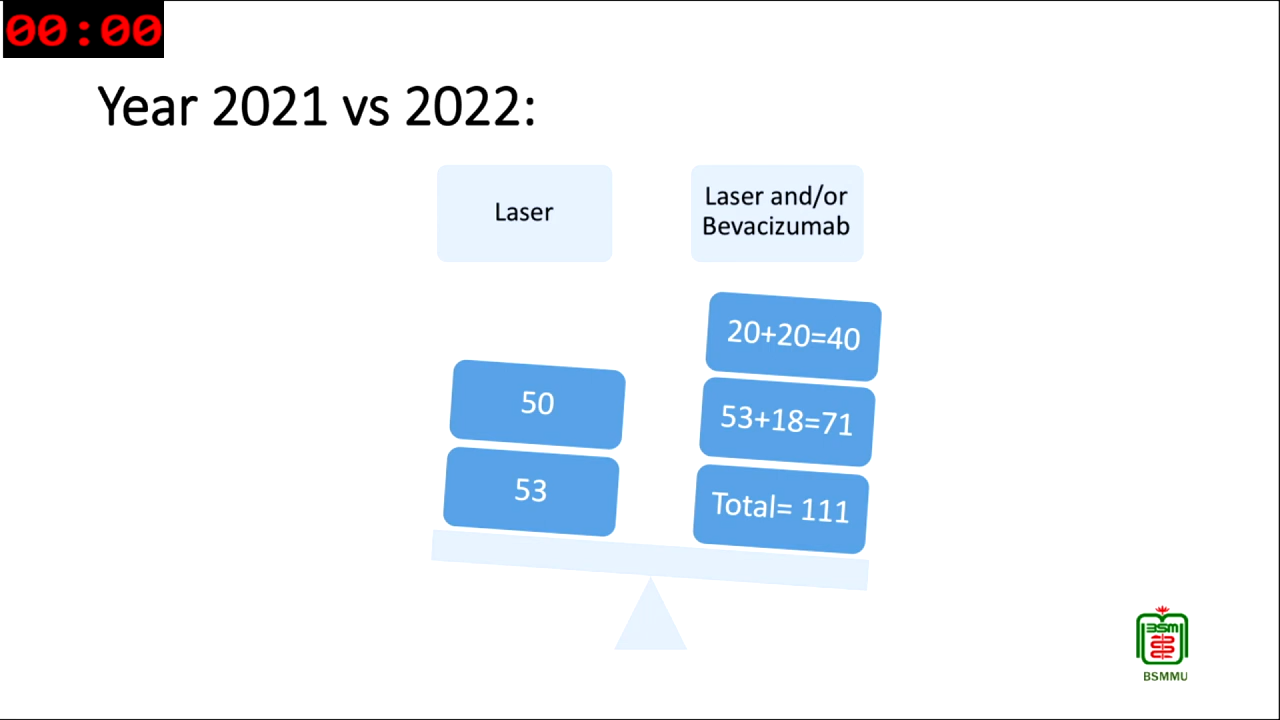 00:00
Year 2021 vs 2022:
Laser
Laser and/or
Bevacizumab
50
53
20+20=40
53+18=71
Total= 111
BSM
BSMMU